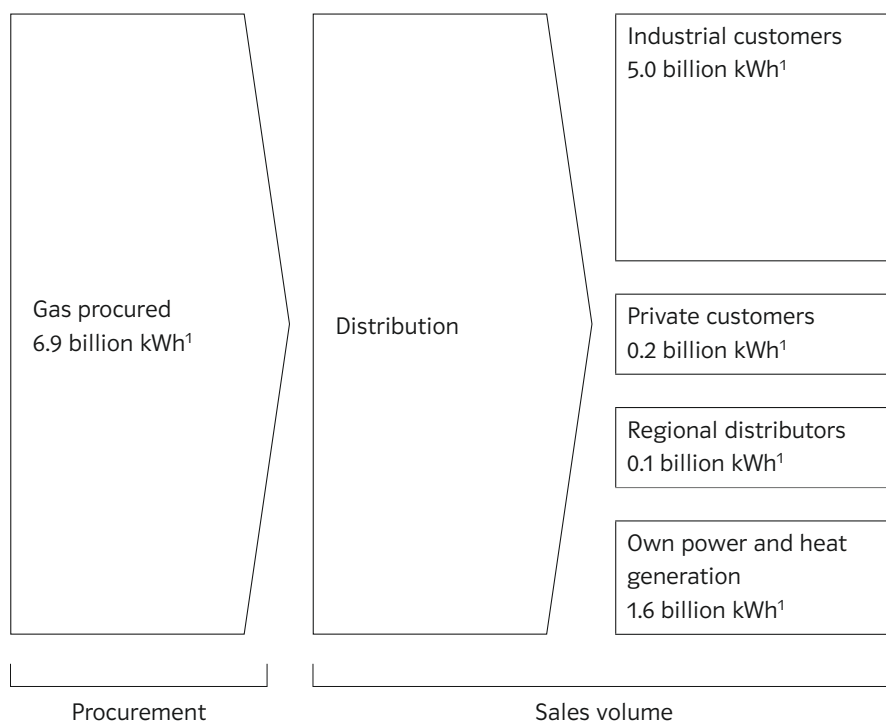 Industrial customers
5.0 billion kWh¹
Gas procured
6.9 billion kWh¹
Distribution
Private customers
0.2 billion kWh¹
Regional distributors
0.1 billion kWh¹
Own power and heat
generation
1.6 billion kWh¹
Procurement
Sales volume